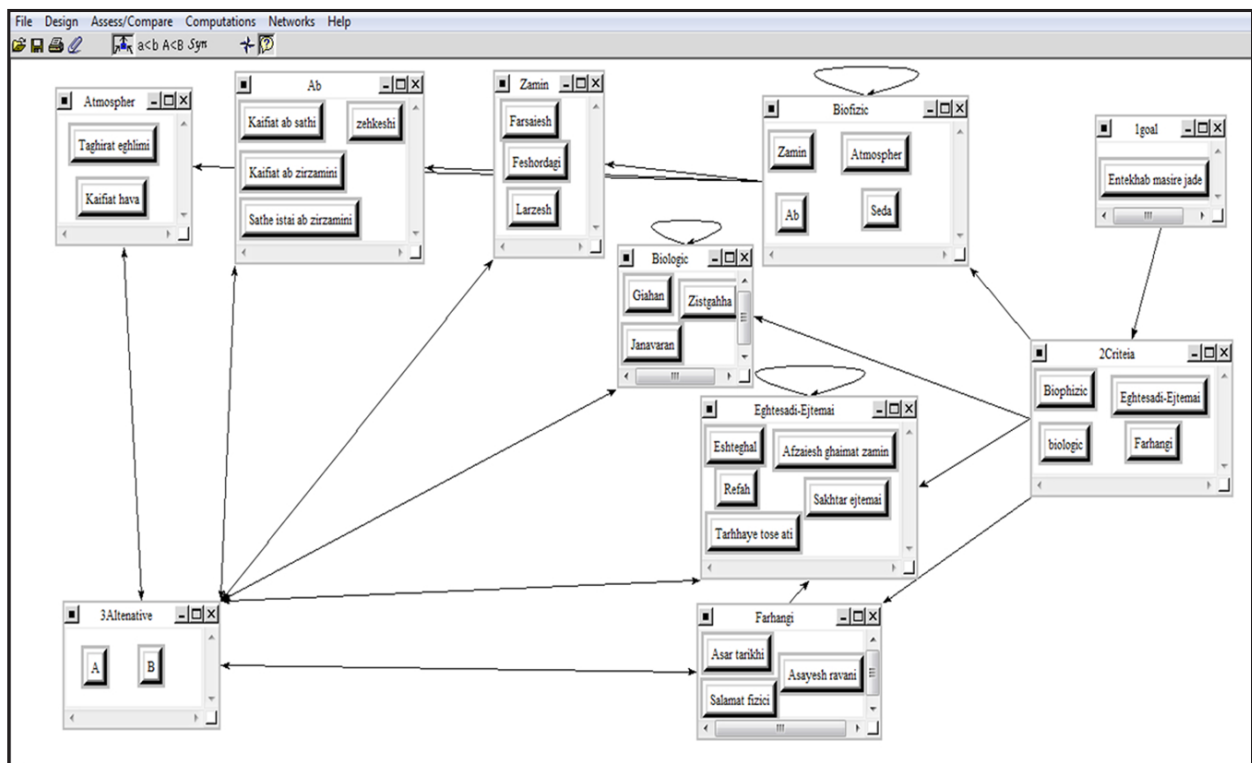 File Design Assess/Compare Computations Networks Help
a<b A<B Syn
Atmospher
Taghirat eghlimi
Kaifiat hava
Ab
Kaifiat ab sathi
zehkeshi
Kaifiat ab zirzamini
Sathe istai ab zirzamini
Zamin
Farsaiesh
Feshordagi
Larzesh
Biofizic
Zamin
Atmospher
Ab
Seda
1goal
Entekhab masire jade
Biologic
Giahan
Zistgahha
Janavaran
2Criteia
Biophizic
Eghtesadi-Ejtemai
biologic
Farhangi
Eghtesadi-Ejtemai
Eshteghal
Afzaiesh ghaimat zamin
Refah
Sakhtar ejtemai
Tarhhaye tose ati
3Altenative
A
B
Farhangi
Asar tarikhi
Asayesh ravani
Salamat fizici